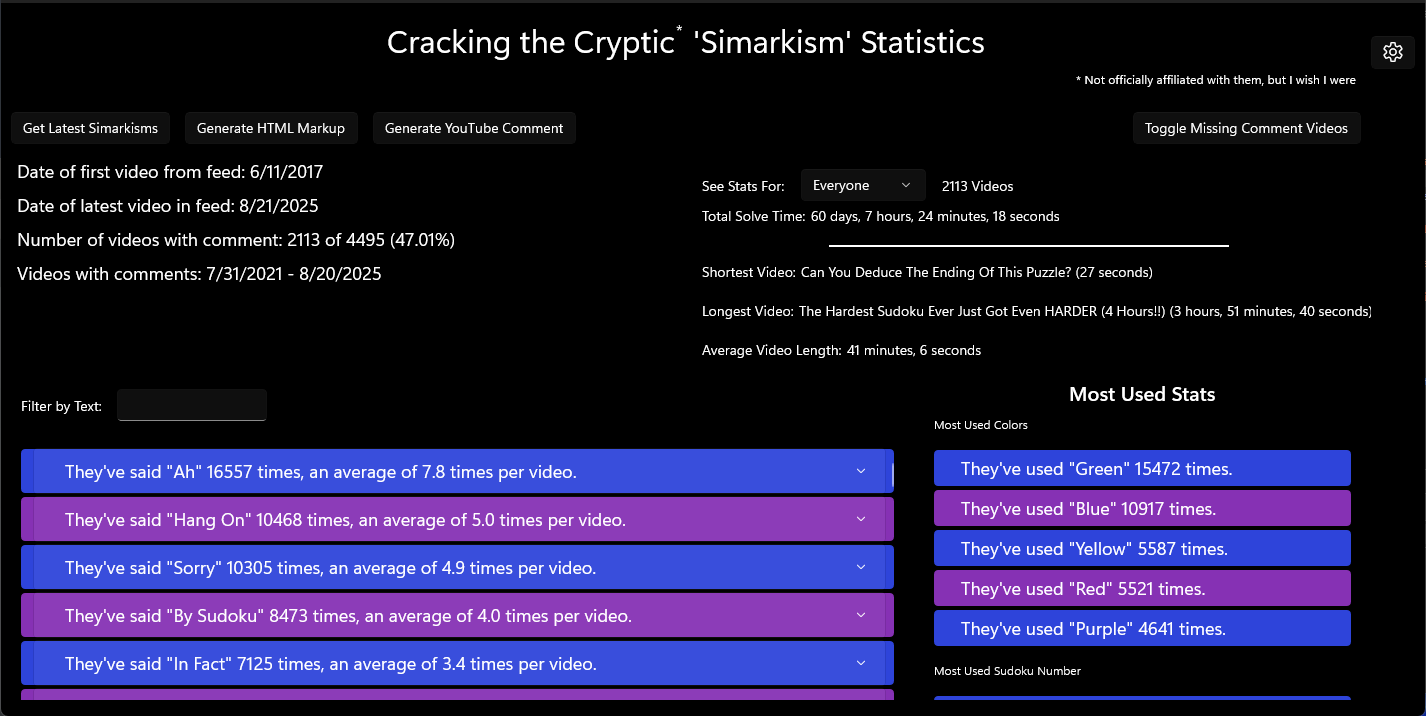 Cracking the Cryptic* 'Simarkism' Statistics
* Not officially affiliated with them, but I wish I were
Get Latest Simarkisms
Generate HTML Markup
Generate YouTube Comment
Toggle Missing Comment Videos
Date of first video from feed: 6/11/2017
Date of latest video in feed: 8/21/2025
Number of videos with comment: 2113 of 4495 (47.01%)
Videos with comments: 7/31/2021 - 8/20/2025
See Stats For: Everyone 2113 Videos
Total Solve Time: 60 days, 7 hours, 24 minutes, 18 seconds
Shortest Video: Can You Deduce The Ending Of This Puzzle? (27 seconds)
Longest Video: The Hardest Sudoku Ever Just Got Even HARDER (4 Hours!!) (3 hours, 51 minutes, 40 seconds)
Average Video Length: 41 minutes, 6 seconds
Filter by Text:
They've said "Ah" 16557 times, an average of 7.8 times per video.
They've said "Hang On" 10468 times, an average of 5.0 times per video.
They've said "Sorry" 10305 times, an average of 4.9 times per video.
They've said "By Sudoku" 8473 times, an average of 4.0 times per video.
They've said "In Fact" 7125 times, an average of 3.4 times per video.
Most Used Stats
Most Used Colors
They've used "Green" 15472 times.
They've used "Blue" 10917 times.
They've used "Yellow" 5587 times.
They've used "Red" 5521 times.
They've used "Purple" 4641 times.
Most Used Sudoku Number